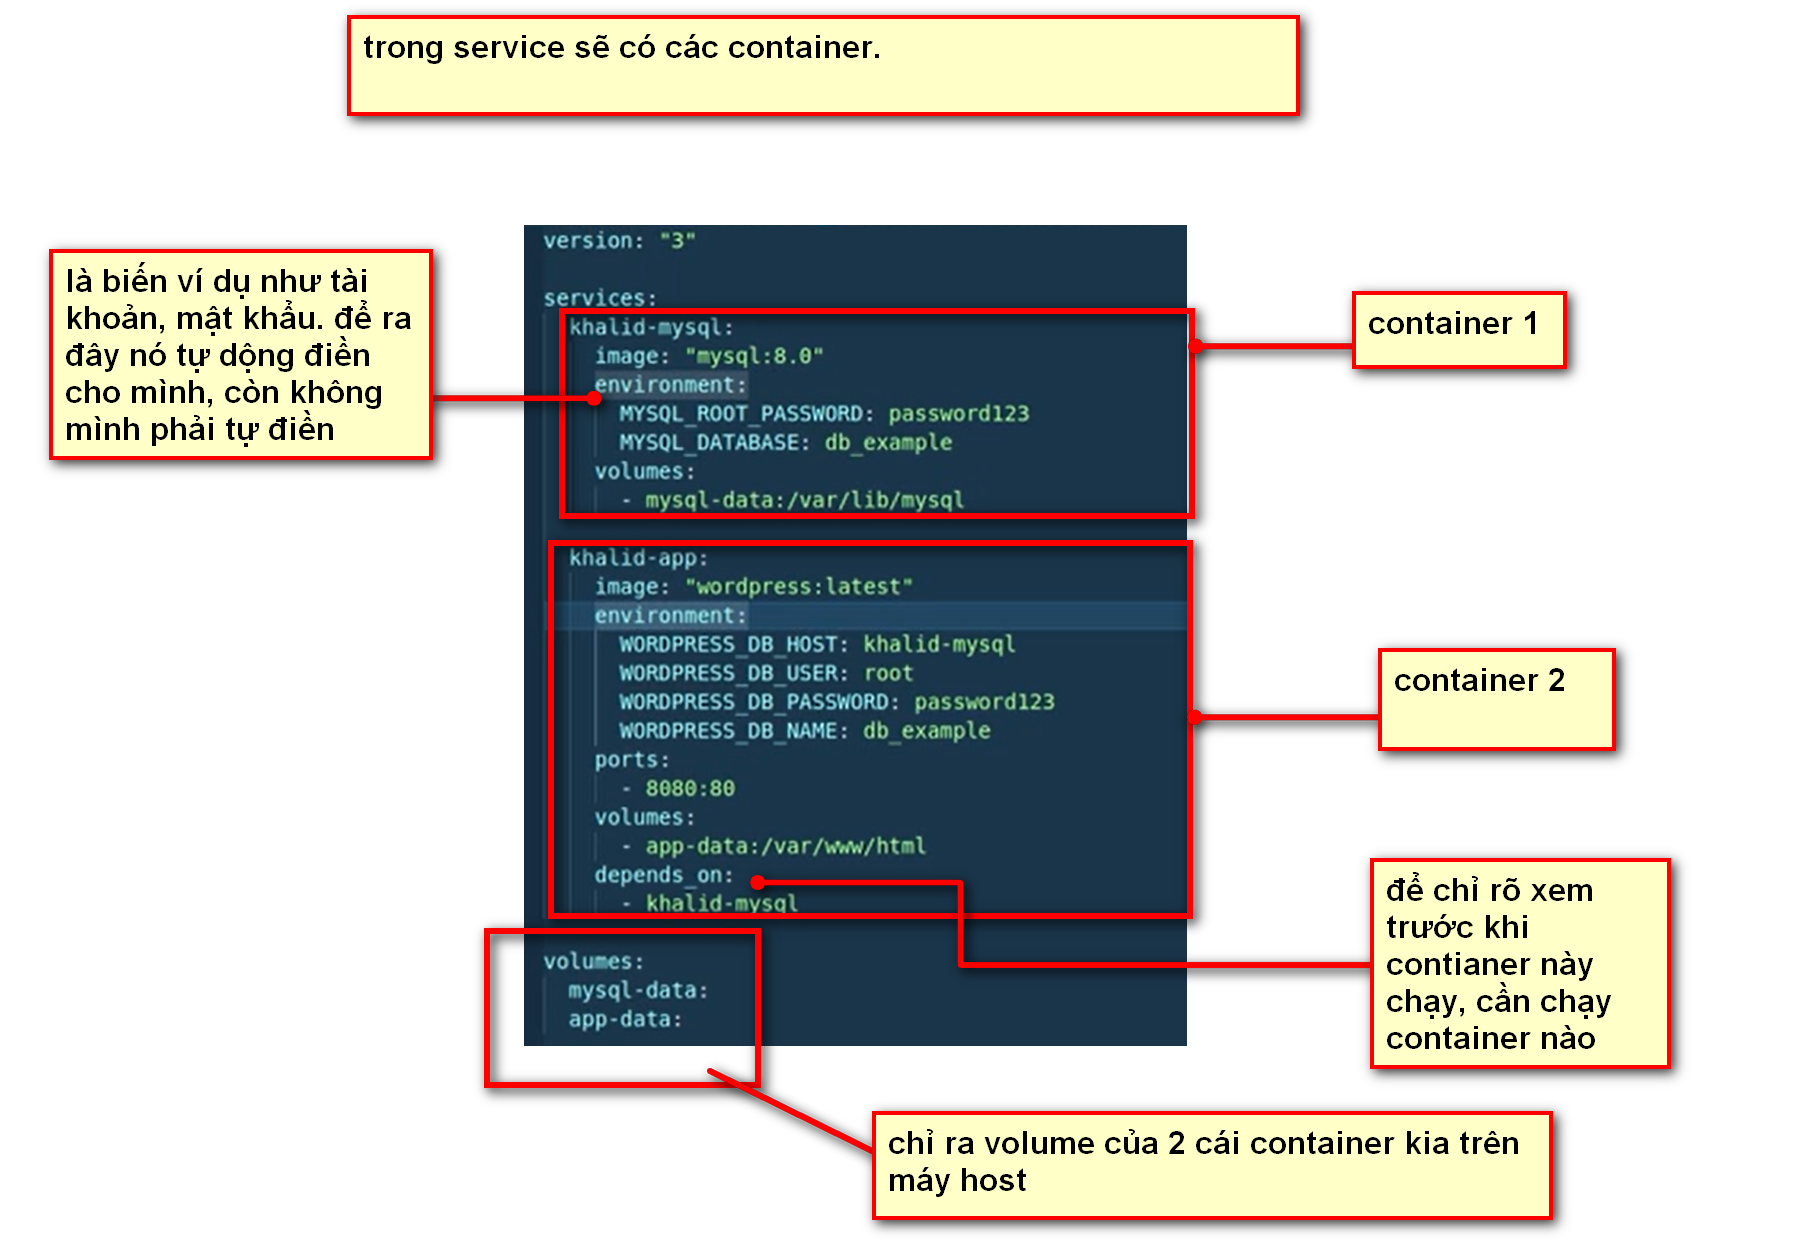 trong service sẽ có các container.
là biến ví dụ như tài
khoản, mật khẩu. để ra
đây nó tự dộng điền
cho mình, còn không
mình phải tự điền
version: "3"
services:
khalid-mysql:
image: "mysql:8.0"
environment:
MYSQL_ROOT_PASSWORD: password123
MYSQL_DATABASE: db_example
volumes:
- mysql-data:/var/lib/mysql
khalid-app:
image: "wordpress:latest"
environment:
WORDPRESS_DB_HOST: khalid-mysql
WORDPRESS_DB_USER: root
WORDPRESS_DB_PASSWORD: password123
WORDPRESS_DB_NAME: db_example
ports:
- 8080:80
volumes:
- app-data:/var/www/html
depends_on:
- khalid-mysql
volumes:
mysql-data:
app-data:
container 1
container 2
để chỉ rõ xem
trước khi
contianer này
chạy, cần chạy
container nào
chỉ ra volume của 2 cái container kia trên
máy host